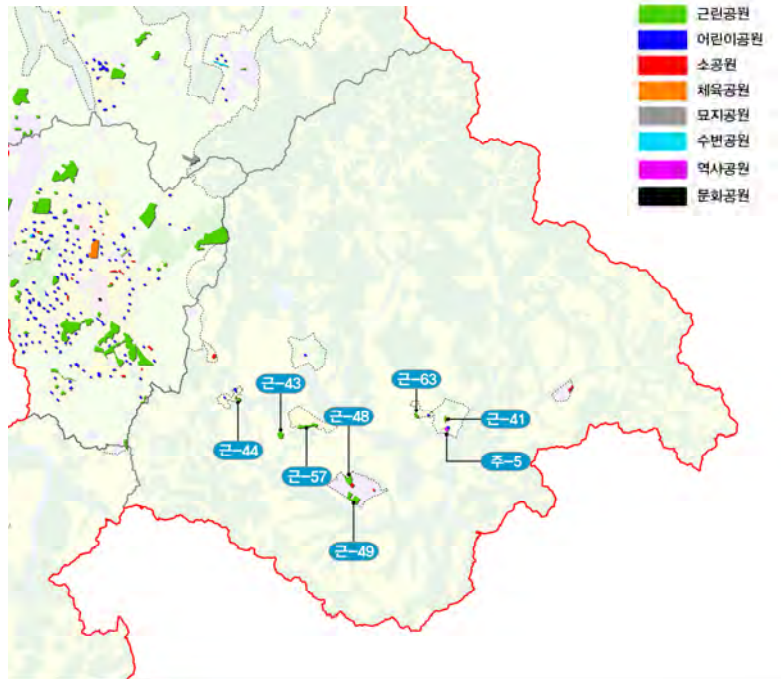 근린공원
어린이공원
소공원
체육공원
묘지공원
수변공원
역사공원
문화공원
근-43
근-63
근-48
근-41
근-44
근-57
주-5
근-49